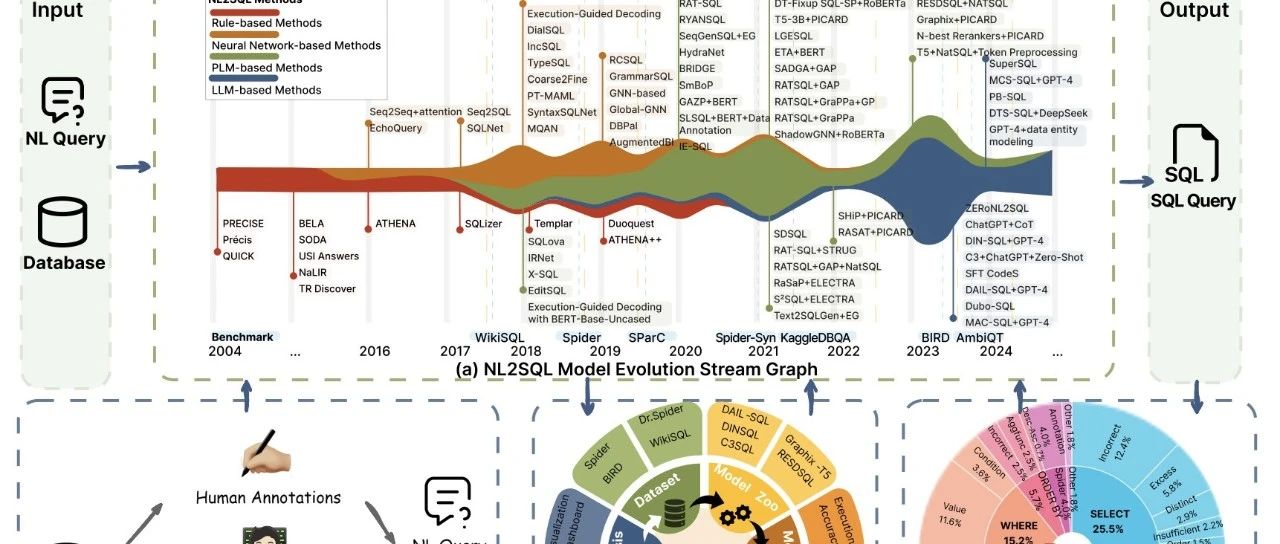 Input
NL Query
Database
NL2SQL Methods
Rule-based Methods
Neural Network-based Methods
PLM-based Methods
LLM-based Methods
Seq2Seq+attention
EchoQuery
Seq2SQL
SQLNet
Execution-Guided Decoding
DialSQL
IncSQL
TypeSQL
Coarse2Fine
PT-MAML
SyntaxSQLNet
MQAN
RCSQL
GrammarSQL
GNN-based
Global-GNN
DBPal
RAT-SQL
RYANSQL
SeqGenSQL+EG
HydraNet
BRIDGE
SmBoP
GAZP+BERT
SLSQL+BERT+Data
Annotation
IE-SQL
DT-Fixup SQL-SP+RoBERTa
T5-3B+PICARD
LGESQL
ETA+BERT
SADGA+GAP
RATSQL+GAP
RATSQL+GraPPa+GP
RATSQL+GraPPa
ShadowGNN+RoBERTa
RESDSQL+NATSQL
Graphix+PICARD
N-best Rerankers+PICARD
T5+NatSQL+Token Preprocessing
SuperSQL
MCS-SQL+GPT-4
PB-SQL
DTS-SQL+DeepSeek
GPT-4+data entity
modeling
PRECISE
Précis
QUICK
BELA
SODA
USI Answers
NaLIR
TR Discover
ATHENA
SQLizer
Templar
SQLova
IRNet
X-SQL
EditSQL
Execution-Guided Decoding
with BERT-Base-Uncased
Duoquest
ATHENA++
SDSQL
RAT-SQL+STRUG
RATSQL+GAP+NatSQL
RaSaP+ELECTRA
S²SQL+ELECTRA
Text2SQLGen+EG
SHiP+PICARD
RASAT+PICARD
ZERoNL2SQL
ChatGPT+CoT
DIN-SQL+GPT-4
C3+ChatGPT+Zero-Shot
SFT CodeS
DAIL-SQL+GPT-4
Dubo-SQL
MAC-SQL+GPT-4
Benchmark WikiSQL Spider SParC Spider-Syn KaggleDBQA BIRD AmbiQT
2004 ... 2016 2017 2018 2019 2020 2021 2022 2023 2024 ...
(a) NL2SQL Model Evolution Stream Graph
Output
SQL
SQL Query
Human Annotations
NL Query
Spider
BIRD
Dr.Spider
WikiSQL
DAIL-SQL
DINSQL
C3SQL
Graphix-T5
RESDSQL
Dataset
Model Zoo
Execution
Value
11.6%
Condition
3.6%
Incorrect 2.5%
Aggfunc 2.5%
Desc-Asc 0.7%
Annotation
4.0%
Other 1.8%
Other 1.8%
ORDER BY
5.7%
WHERE
15.2%
SELECT
25.5%
Incorrect
12.4%
Excess
5.8%
Distinct
2.9%
Insufficient 2.2%